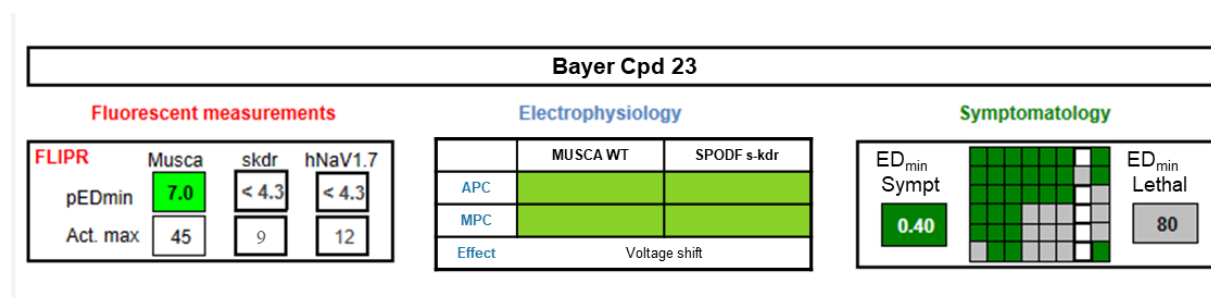 Bayer Cpd 23
Fluorescent measurements
FLIPR Musca skdr hNaV1.7
pEDmin 7.0 < 4.3 < 4.3
Act. max 45 9 12
Electrophysiology
MUSCA WT SPODF s-kdr
APC
MPC
Effect Voltage shift
Symptomatology
EDmin
Sympt
0.40
EDmin
Lethal
80